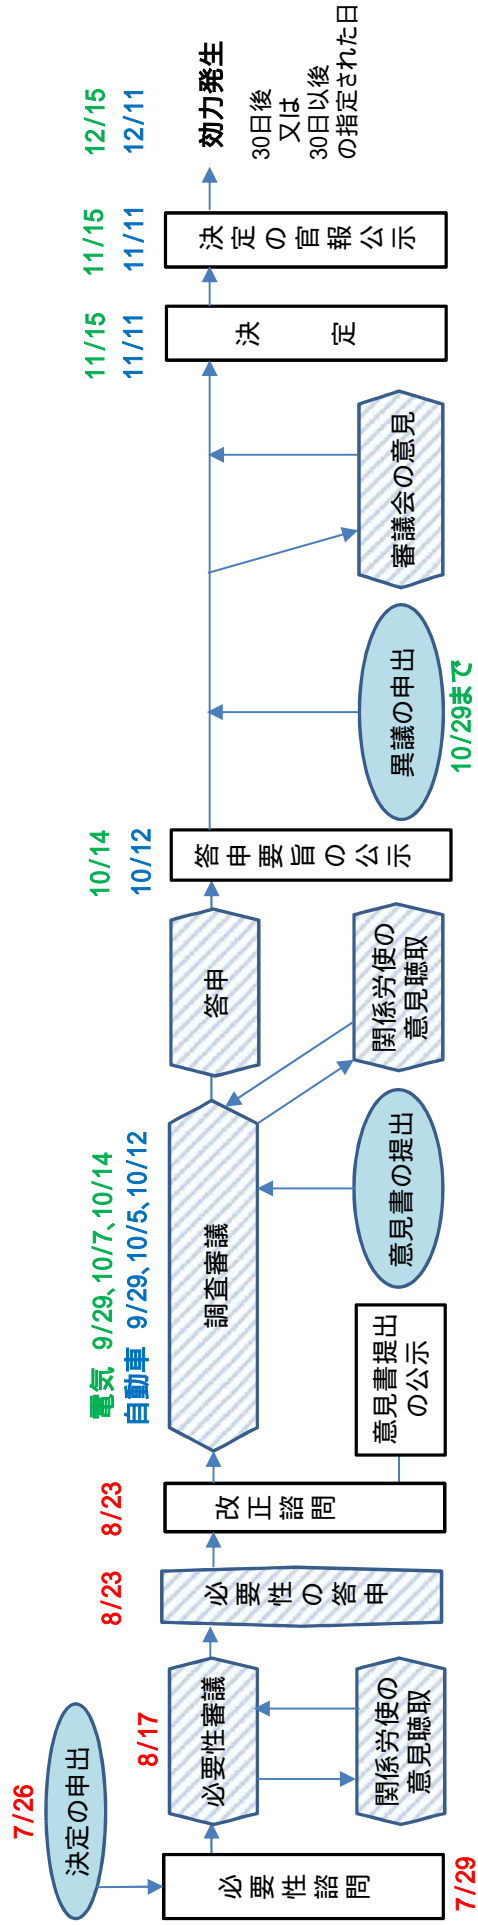 7/26
決定の申出
必要性諮問
7/29
8/17
必要性審議
関係労使の
意見聴取
8/23
必要性の答申
8/23
改正諮問
意見書提出
の公示
電気 9/29、10/7、10/14
自動車 9/29、10/5、10/12
調査審議
意見書の提出
関係労使の
意見聴取
答申
10/14
10/12
答申要旨の公示
異議の申出
10/29まで
審議会の意見
11/15
11/11
決定
11/15
11/11
決定の官報公示
12/15
12/11
効力発生
30日後
又は
30日以後
の指定された日